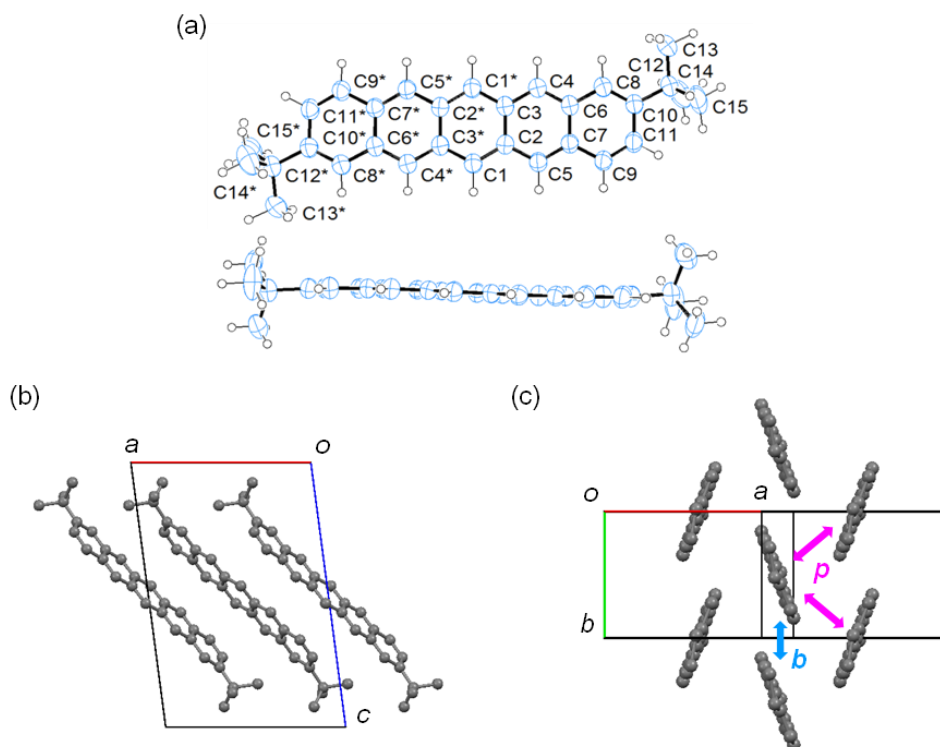 (a)
C13
C12
C14
C9* C5* C1* C4 C8
C15
C11* C7* C2* C3 C6 C10
C15*
C10* C6* C3* C2 C7 C11
C12* C8* C4* C1 C5 C9
C14*
C13*
(b)
a o
c
(c)
o a
p
b
b